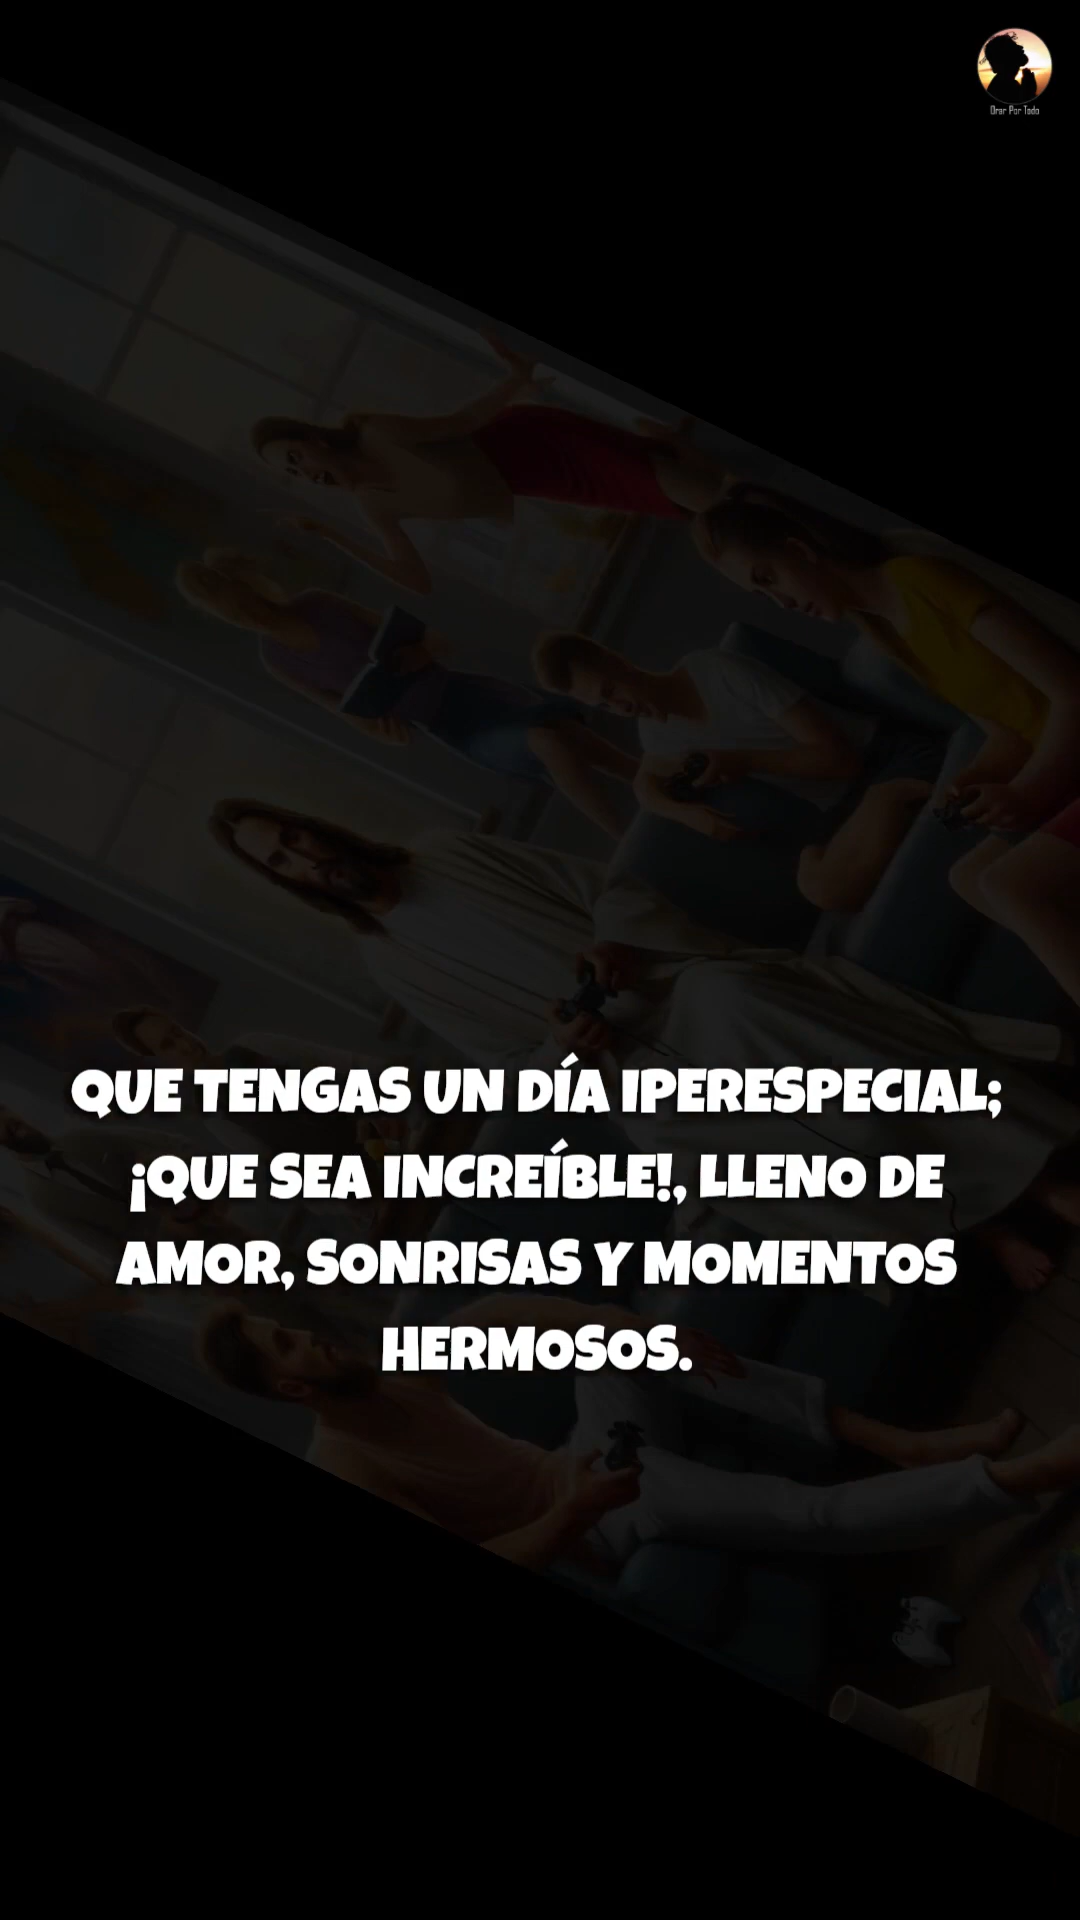 Orar Por Todo
QUE TENGAS UN DÍA IPERESPECIAL;
¡QUE SEA INCREÍBLE!, LLENO DE
AMOR, SONRISAS Y MOMENTOS
HERMOSOS.